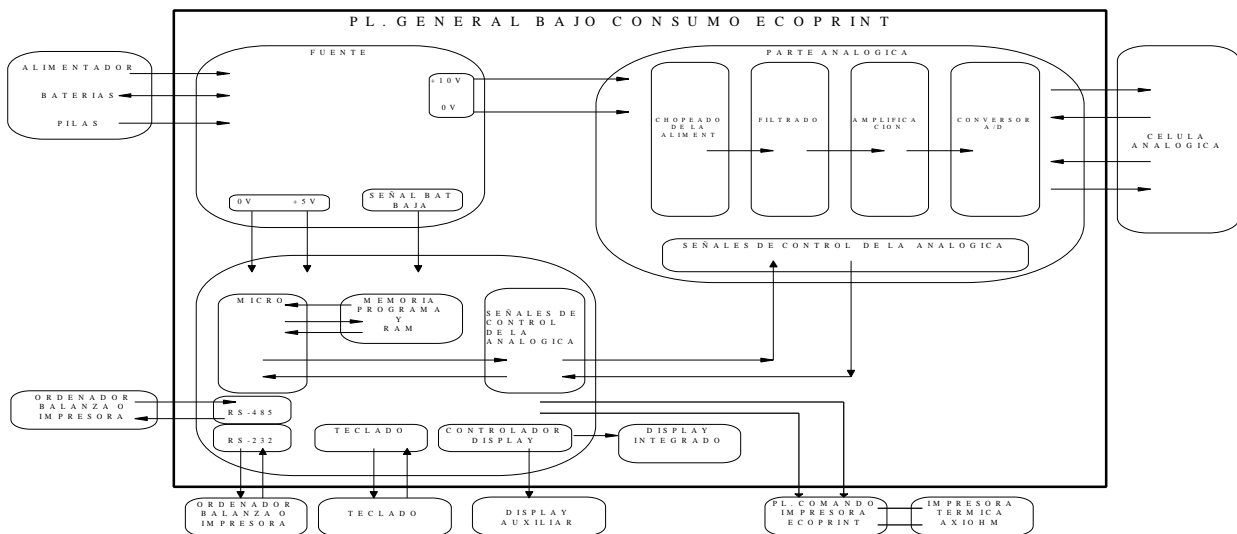 PL. GENERAL BAJO CONSUMO ECOPRINT
FUENTE
PARTE ANALOGICA
ALIMENTADOR
BATERIAS
PILAS
+10V
0V
CHOPEADO
DE LA
ALIMENT
FILTRADO
AMPLIFICA
CION
CONVERSOR
A/D
CELULA
ANALOGICA
0V +5V
SEÑAL BAT
BAJA
SEÑALES DE CONTROL DE LA ANALOGICA
MICRO
MEMORIA
PROGRAMA
Y
RAM
SEÑALES DE
CONTROL
DE LA
ANALOGICA
ORDENADOR
BALANZA O
IMPRESORA
RS-485
RS-232
TECLADO
CONTROLADOR
DISPLAY
DISPLAY
INTEGRADO
ORDENADOR
BALANZA O
IMPRESORA
TECLADO
DISPLAY
AUXILIAR
PL. COMANDO
IMPRESORA
ECOPRINT
IMPRESORA
TERMICA
AXIOHM